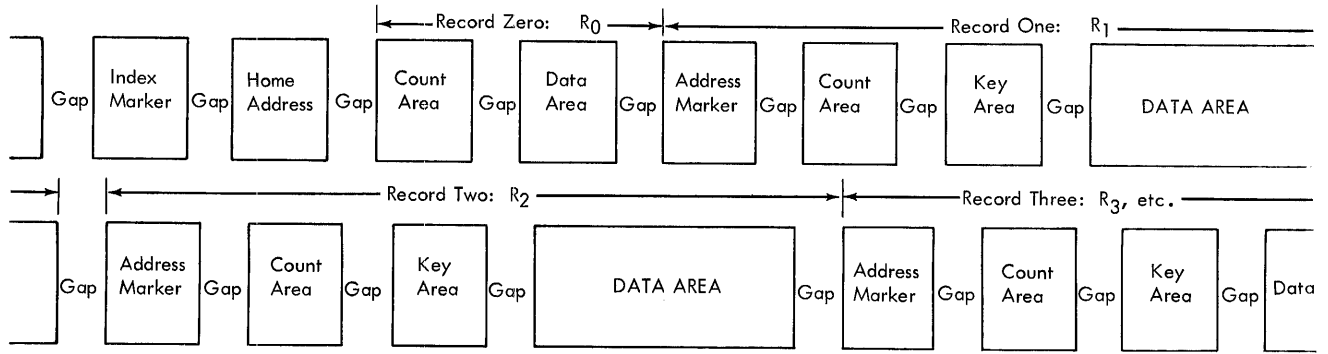 Record Zero: R0 Record One: R1
Gap Index Marker Gap Home Address Gap Count Area Gap Data Area Gap Address Marker Gap Count Area Gap Key Area Gap DATA AREA
Record Two: R2 Record Three: R3, etc.
Gap Address Marker Gap Count Area Gap Key Area Gap DATA AREA Gap Address Marker Gap Count Area Gap Key Area Gap Data